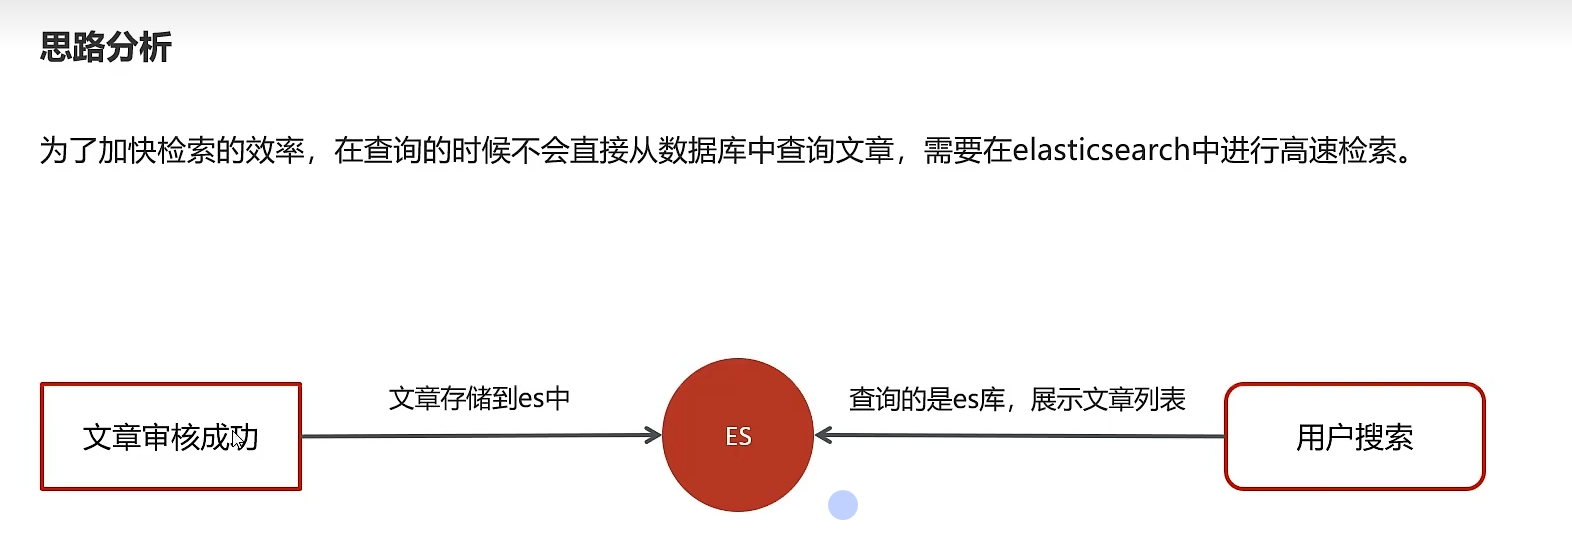 思路分析
为了加快检索的效率，在查询的时候不会直接从数据库中查询文章，需要在elasticsearch中进行高速检索。
文章审核成功
文章存储到es中
ES
查询的是es库，展示文章列表
用户搜索